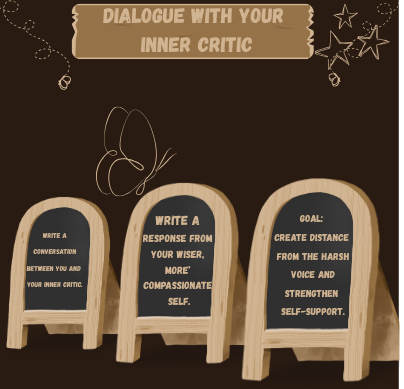 DIALOGUE WITH YOUR
INNER CRITIC
WRITE A
CONVERSATION
BETWEEN YOU AND
YOUR INNER CRITIC.
WRITE A
RESPONSE FROM
YOUR WISER,
MORE'
COMPASSIONATE
SELF.
GOAL:
CREATE DISTANCE
FROM THE HARSH
VOICE AND
STRENGTHEN
SELF-SUPPORT.